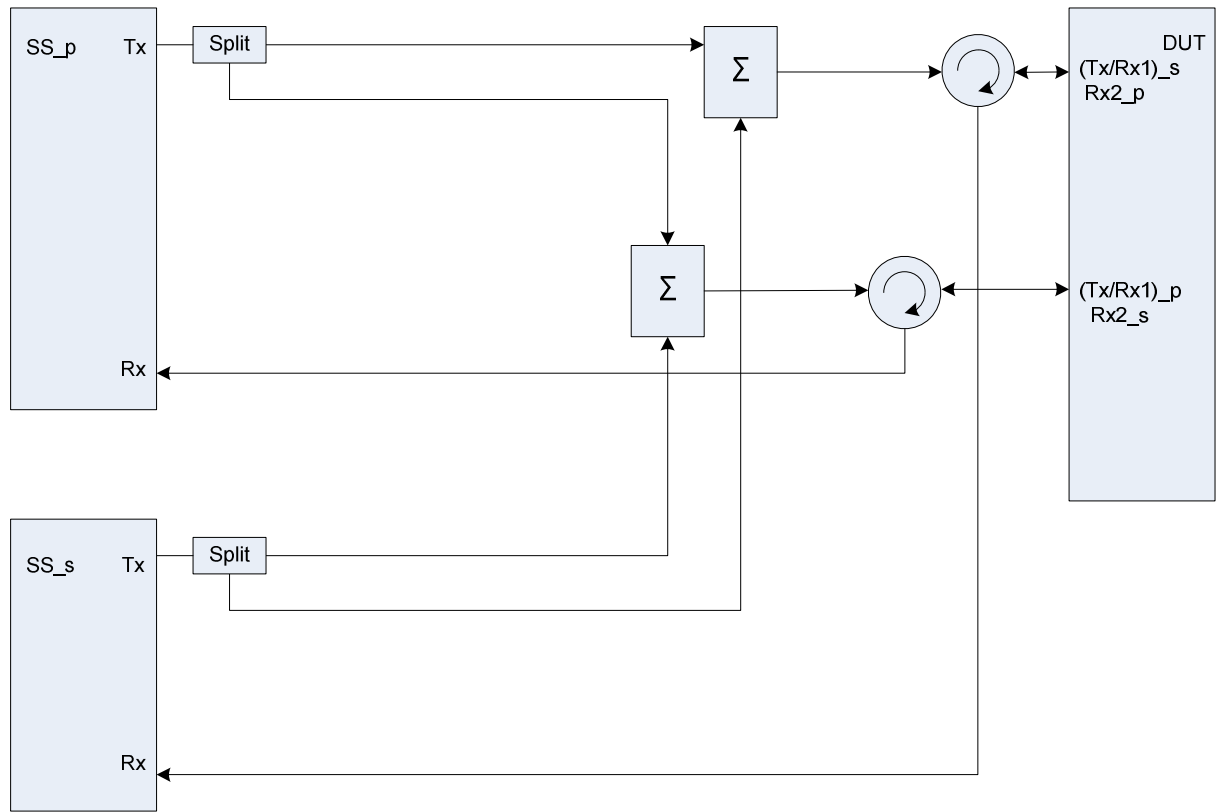 SS_p
Tx
Split
Σ
DUT
(Tx/Rx1)_s
Rx2_p
Σ
(Tx/Rx1)_p
Rx2_s
Rx
SS_s
Tx
Split
Rx